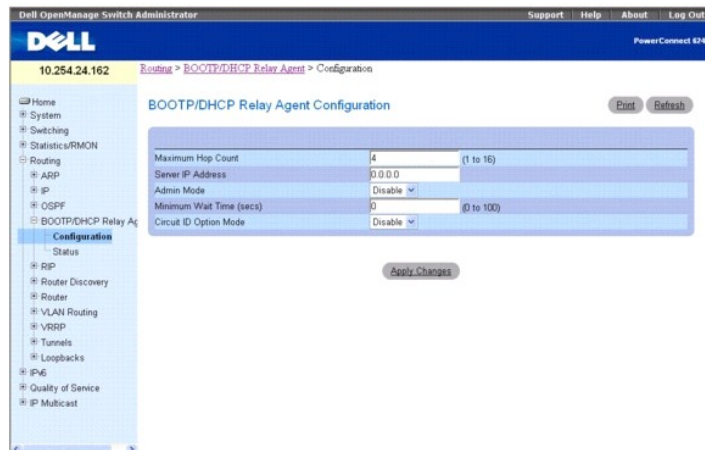 Dell OpenManage Switch Administrator
Support Help About Log Out
DELL
PowerConnect 624
10.254.24.162
Routing > BOOTP/DHCP Relay Agent > Configuration
Home
System
Switching
Statistics/RMON
Routing
ARP
IP
OSPF
BOOTP/DHCP Relay Ag
Configuration
Status
RIP
Router Discovery
Router
VLAN Routing
VRRP
Tunnels
Loopbacks
IPv6
Quality of Service
IP Multicast
BOOTP/DHCP Relay Agent Configuration
Print Refresh
Maximum Hop Count 4 (1 to 16)
Server IP Address 0.0.0.0
Admin Mode Disable
Minimum Wait Time (secs) 0 (0 to 100)
Circuit ID Option Mode Disable
Apply Changes